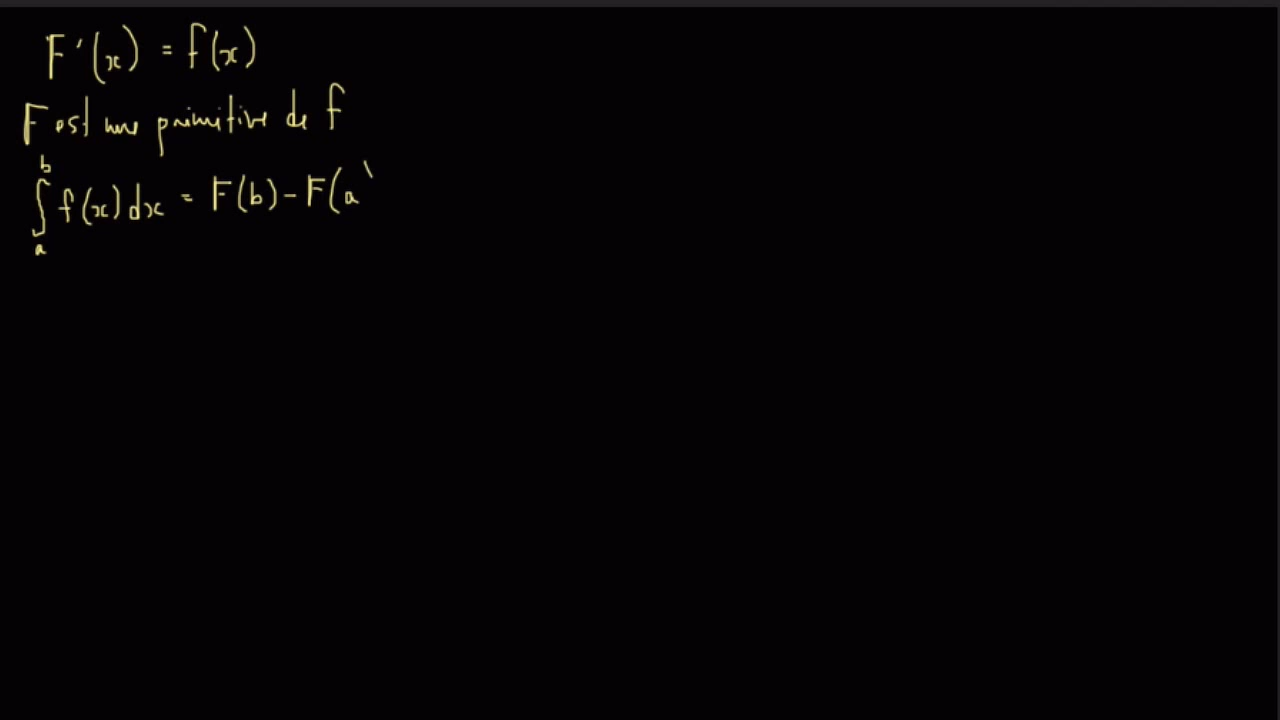 F'(x) = f(x)
F est une primitive de f
∫ₐᵇ f(x) dx = F(b) - F(a